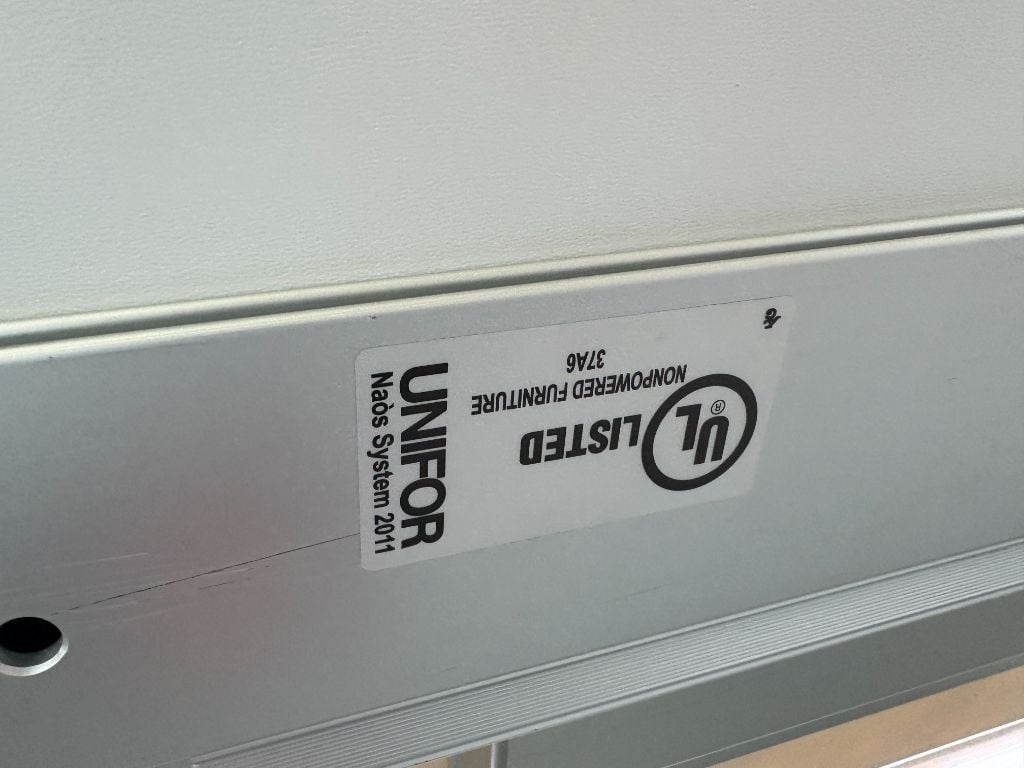 UL ® LISTED
NONPOWERED FURNITURE
37A6
UNIFOR
Naòs System 2011